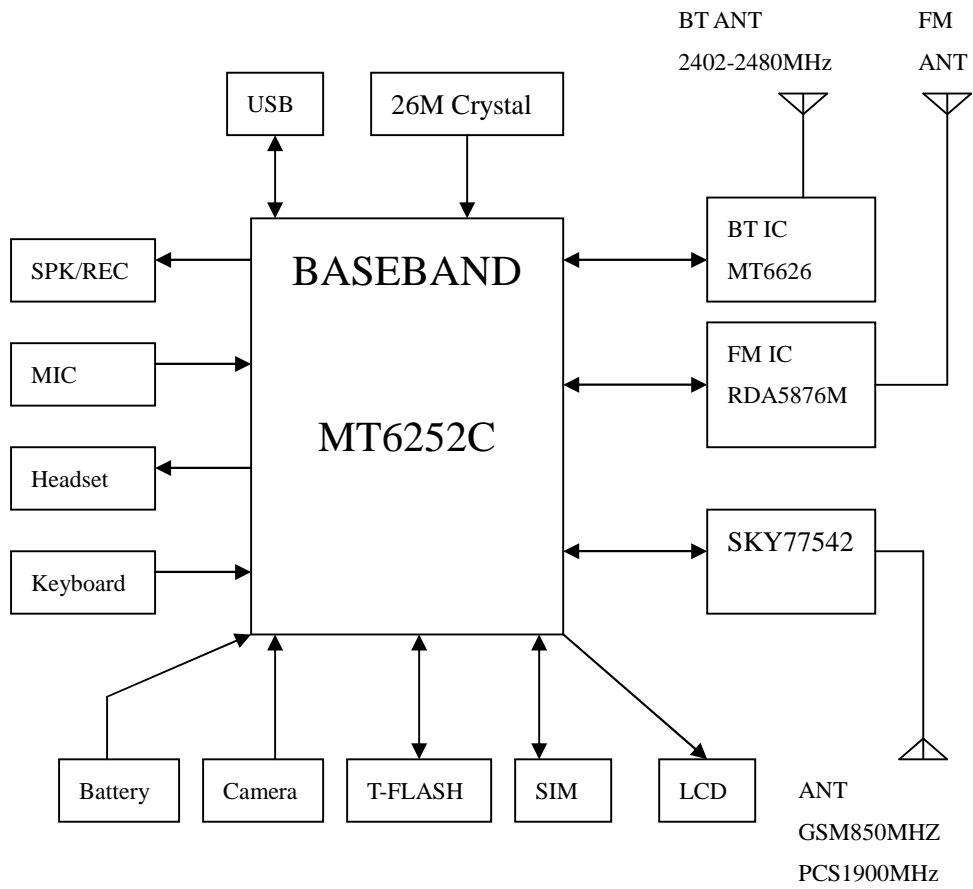 BT ANT
2402-2480MHz
FM
ANT
USB
26M Crystal
SPK/REC
MIC
Headset
Keyboard
BASEBAND
MT6252C
BT IC
MT6626
FM IC
RDA5876M
SKY77542
Battery
Camera
T-FLASH
SIM
LCD
ANT
GSM850MHZ
PCS1900MHz